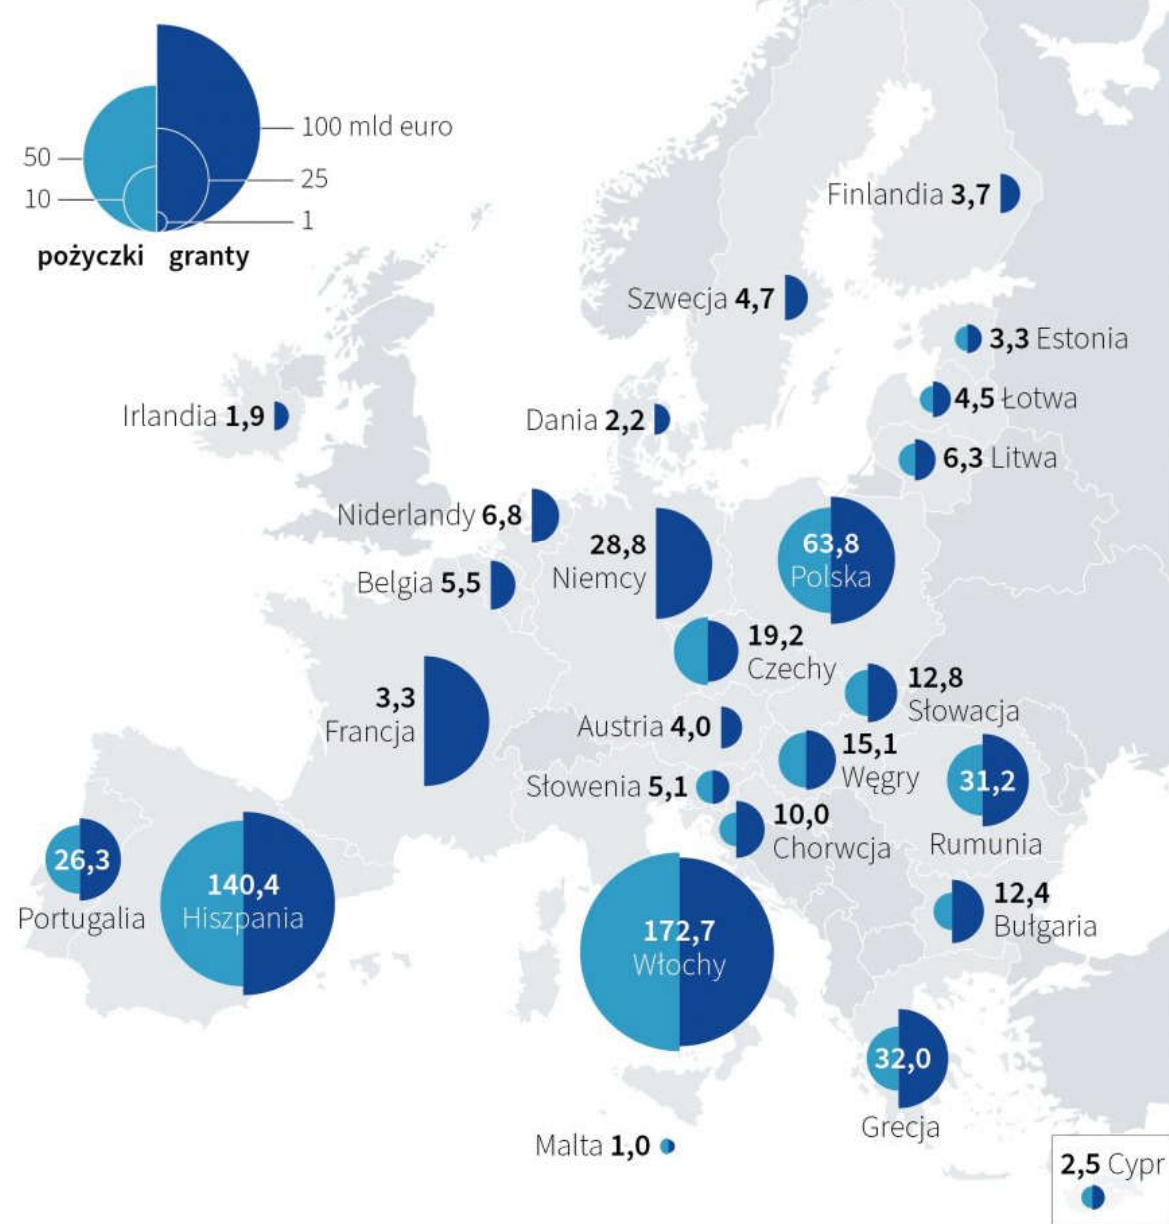 100 mld euro
50
25
10
1
pożyczki granty
Finlandia 3,7
Szwecja 4,7
3,3 Estonia
4,5 Łotwa
Irlandia 1,9
Dania 2,2
6,3 Litwa
Niderlandy 6,8
28,8
Niemcy
63,8
Polska
Belgia 5,5
19,2
Czechy
12,8
Słowacja
3,3
Francja
Austria 4,0
15,1
Węgry
Słowenia 5,1
31,2
Rumunia
10,0
Chorwcja
26,3
Portugalia
140,4
Hiszpania
172,7
Włochy
12,4
Bułgaria
32,0
Grecja
Malta 1,0
2,5 Cypr